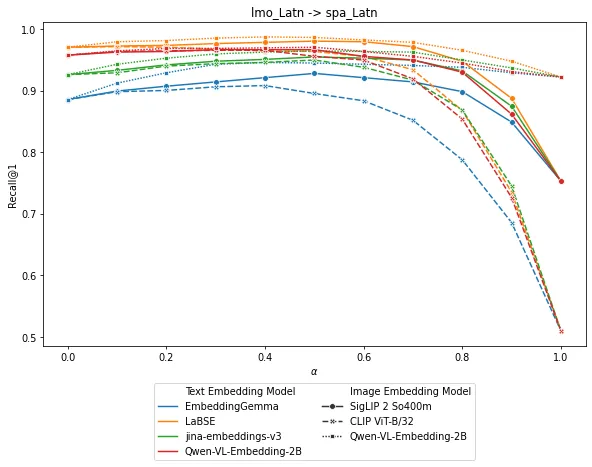 lmo_Latn -> spa_Latn
1.0
0.9
0.8
0.7
0.6
0.5
Recall@1
0.0 0.2 0.4 0.6 0.8 1.0
α
Text Embedding Model Image Embedding Model
EmbeddingGemma SigLIP 2 So400m
LaBSE CLIP ViT-B/32
jina-embeddings-v3 Qwen-VL-Embedding-2B
Qwen-VL-Embedding-2B